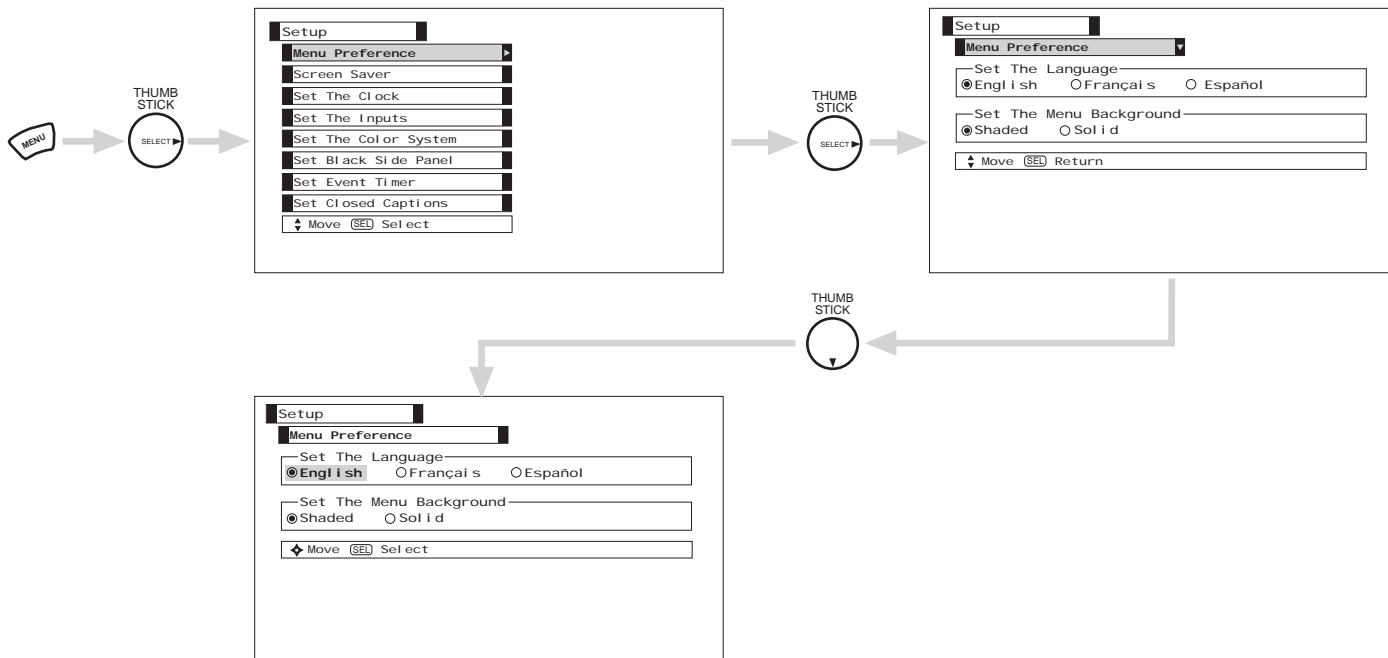 MENU
THUMB
STICK
SELECT
Setup
Menu Preference
Screen Saver
Set The Clock
Set The Inputs
Set The Color System
Set Black Side Panel
Set Event Timer
Set Closed Captions
Move SEL Select
THUMB
STICK
SELECT
Setup
Menu Preference
Set The Language
English Français Español
Set The Menu Background
Shaded Solid
Move SEL Return
THUMB
STICK
Setup
Menu Preference
Set The Language
English Français Español
Set The Menu Background
Shaded Solid
Move SEL Select